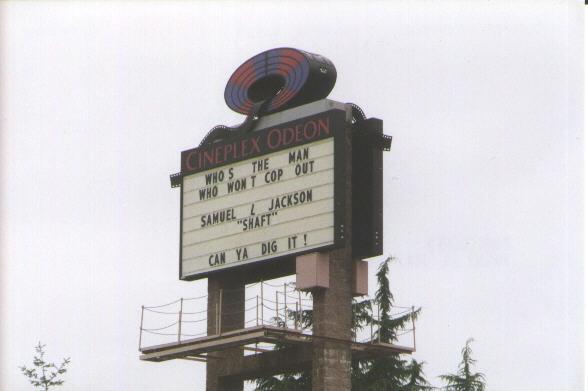 CINEPLEX ODEON
WHO S THE MAN
WHO WON T COP OUT
SAMUEL L JACKSON
"SHAFT"
CAN YA DIG IT !